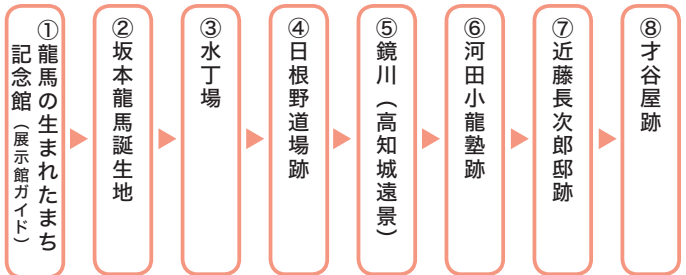 ①龍馬の生まれたまち
記念館（展示館ガイド）
②坂本龍馬誕生地
③水丁場
④日根野道場跡
⑤鏡川（高知城遠景）
⑥河田小龍塾跡
⑦近藤長次郎邸跡
⑧才谷屋跡